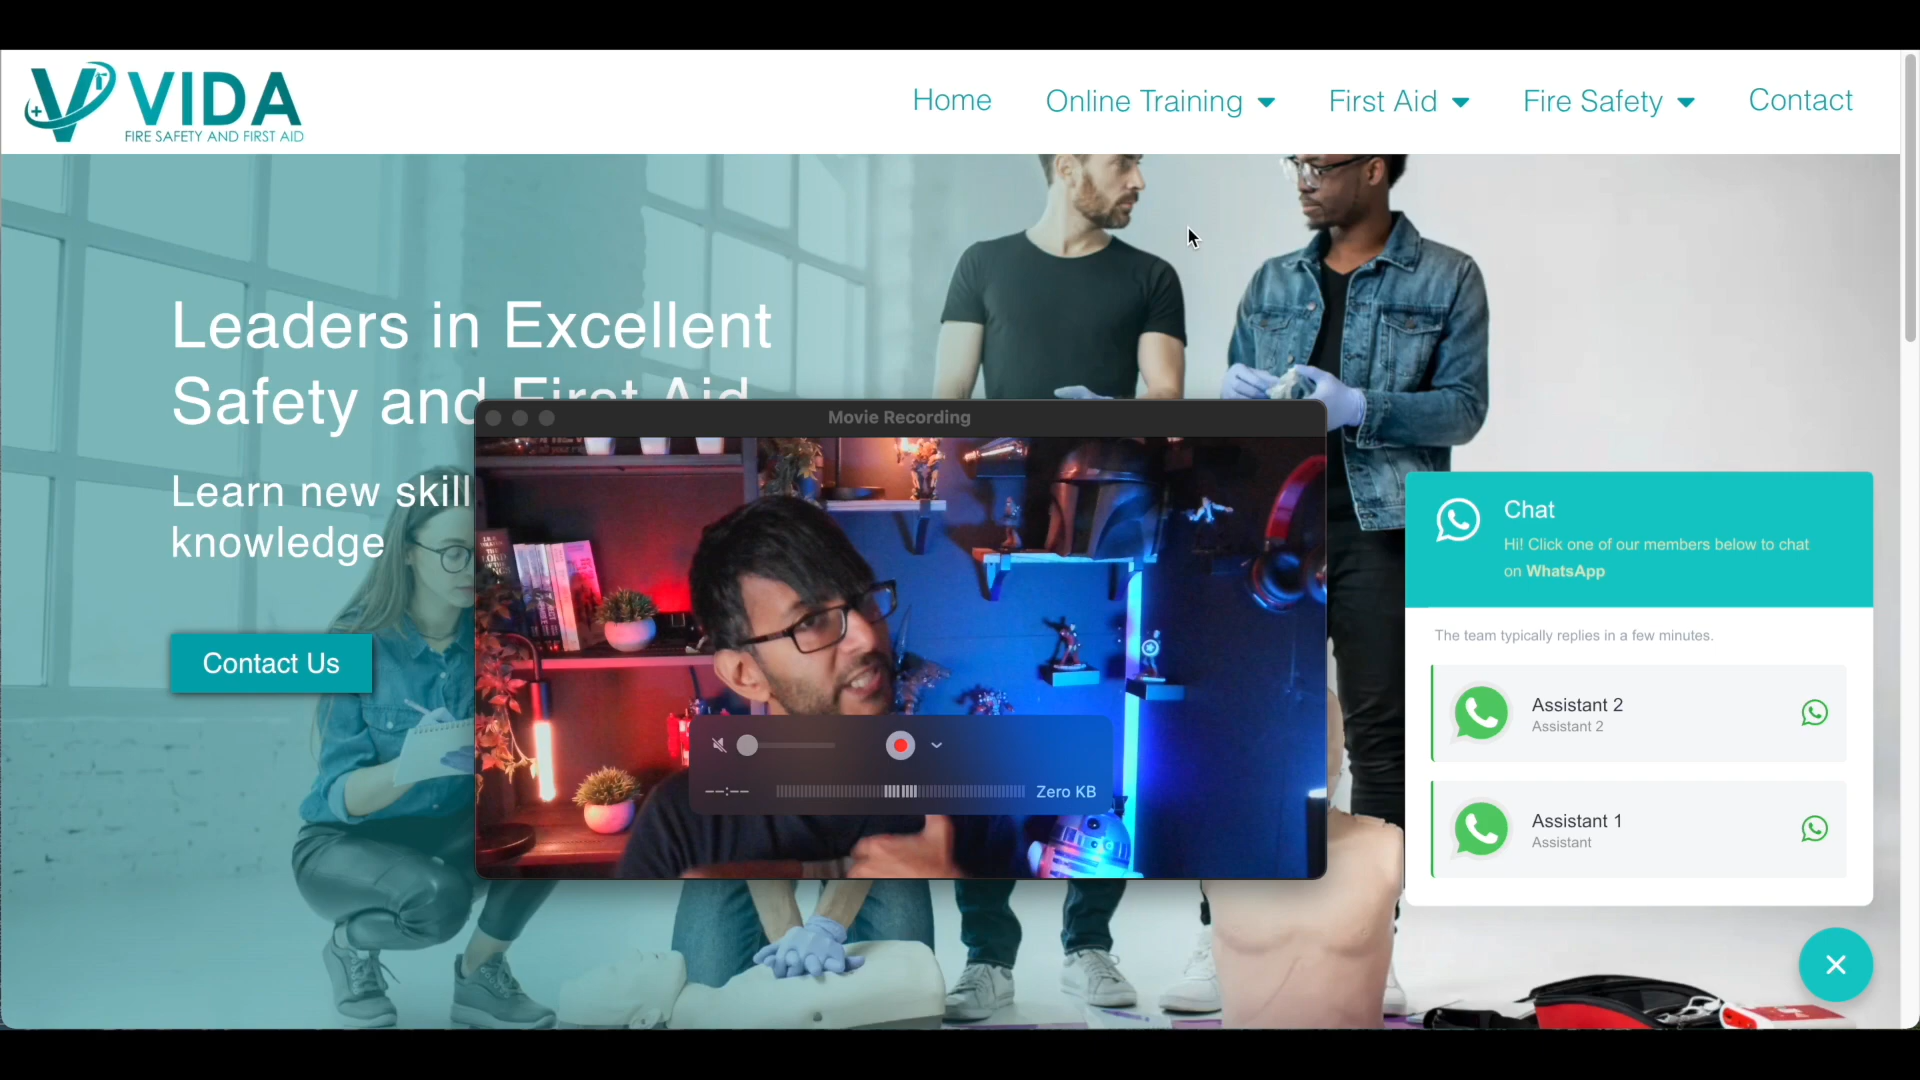 VIDA
FIRE SAFETY AND FIRST AID
Home
Online Training
First Aid
Fire Safety
Contact
Leaders in Excellent
Safety and First Aid
Learn new skill
knowledge
Contact Us
Movie Recording
--:--
Zero KB
Chat
Hi! Click one of our members below to chat
on WhatsApp
The team typically replies in a few minutes.
Assistant 2
Assistant 2
Assistant 1
Assistant